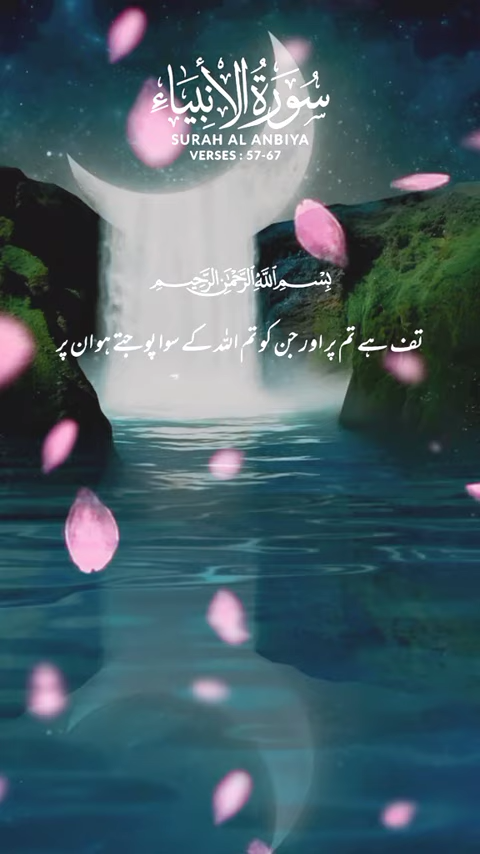 سُورَةُ الأَنبِيَاء
SURAH AL ANBIYA
VERSES : 57-67
بِسْمِ اللَّهِ الرَّحْمَٰنِ الرَّحِيمِ
تف ہے تم پر اور جن کو تم اللہ کے سوا پوجتے ہو ان پر